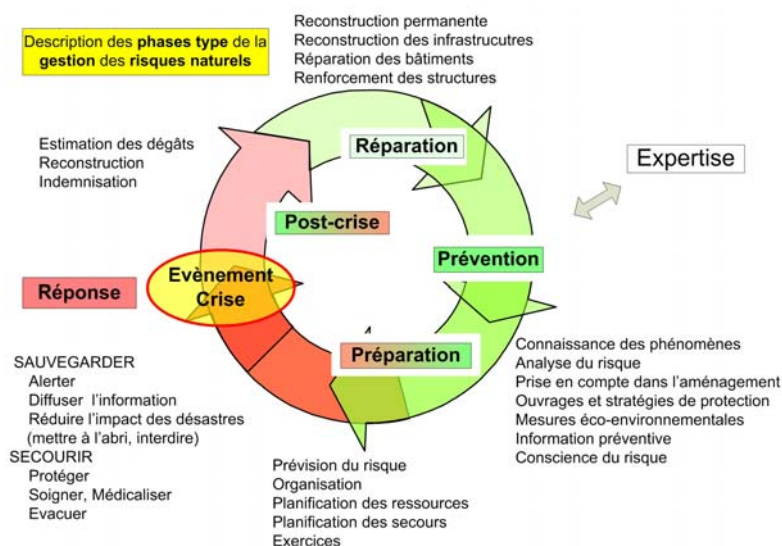 Description des phases type de la
gestion des risques naturels
Reconstruction permanente
Reconstruction des infrastrucutres
Réparation des bâtiments
Renforcement des structures
Estimation des dégâts
Reconstruction
Indemnisation
Réparation
Expertise
Post-crise
Prévention
Evènement
Crise
Réponse
Préparation
Connaissance des phénomènes
Analyse du risque
Prise en compte dans l'aménagement
Ouvrages et stratégies de protection
Mesures éco-environnementales
Information préventive
Conscience du risque
SAUVEGARDER
Alerter
Diffuser l'information
Réduire l'impact des désastres
(mettre à l'abri, interdire)
SECOURIR
Protéger
Soigner, Médicaliser
Evacuer
Prévision du risque
Organisation
Planification des ressources
Planification des secours
Exercices